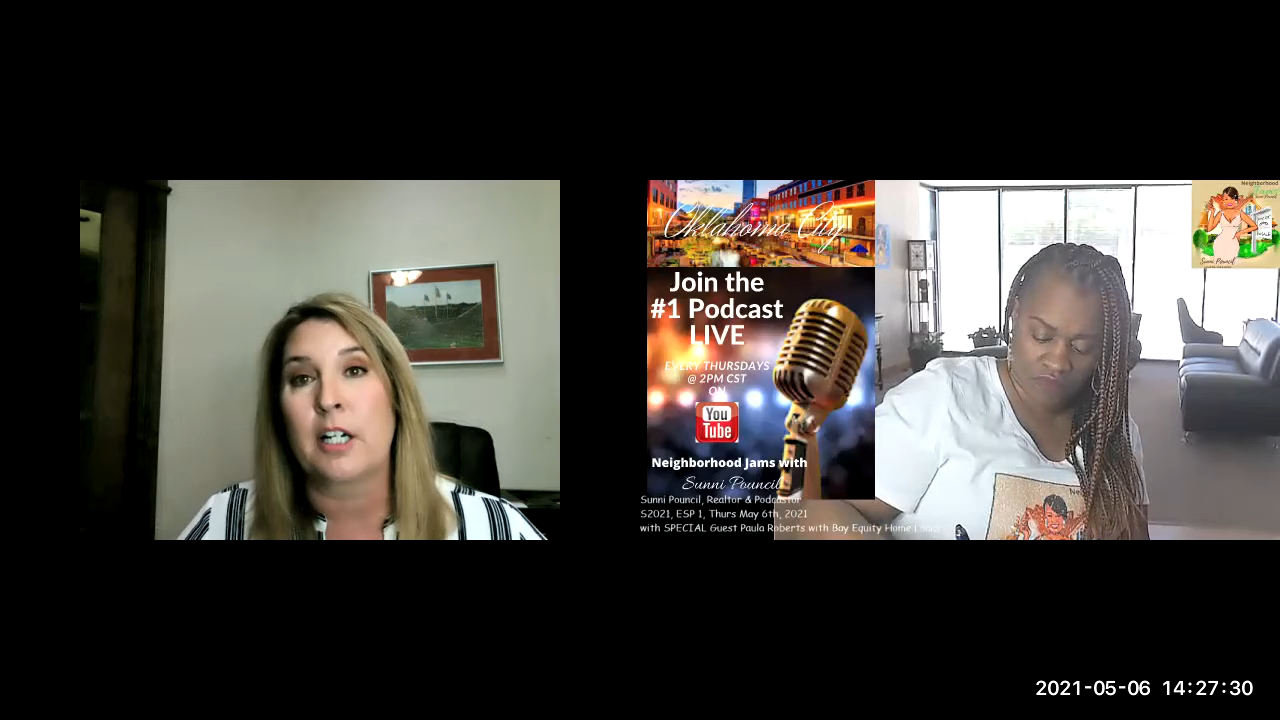 Oklahoma City
Join the
#1 Podcast
LIVE
EVERY THURSDAYS
@ 2PM CST
ON
You
Tube
Neighborhood Jams with
Sunni Pouncil
Sunni Pouncil, Realtor & Podcastor
S2021, ESP 1, Thurs May 6th, 2021
with SPECIAL Guest Paula Roberts with Bay Equity Home
Neighborhood
Sunni Pouncil
2021-05-06 14:27:30